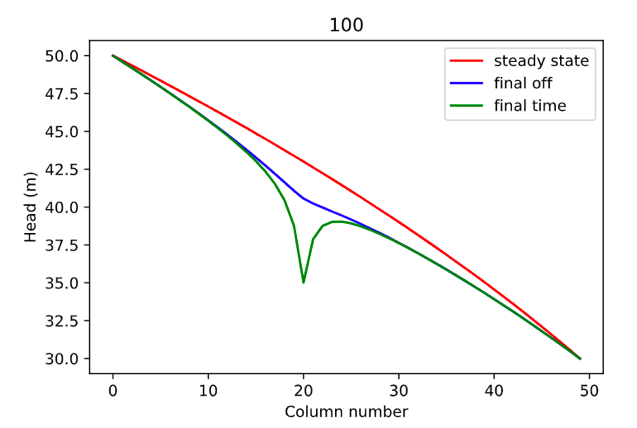 100
steady state
final off
final time
Head (m)
50.0
47.5
45.0
42.5
40.0
37.5
35.0
32.5
30.0
0 10 20 30 40 50
Column number